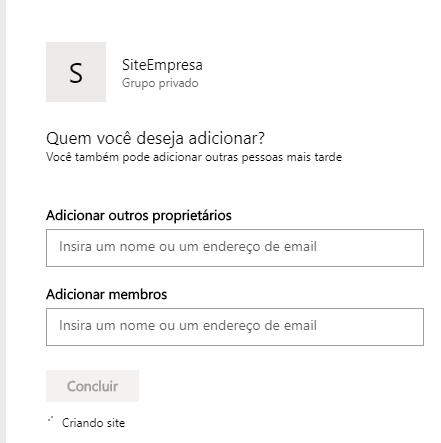 S
SiteEmpresa
Grupo privado
Quem você deseja adicionar?
Você também pode adicionar outras pessoas mais tarde
Adicionar outros proprietários
Insira um nome ou um endereço de email
Adicionar membros
Insira um nome ou um endereço de email
Concluir
Criando site